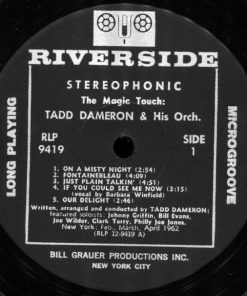 RIVERSIDE
STEREOPHONIC
The Magic Touch:
TADD DAMERON & His Orch.
RLP
9419
SIDE
1
LONG PLAYING
MICROGROOVE
1. ON A MISTY NIGHT (2:54)
2. FONTAINEBLEAU (4:09)
3. JUST PLAIN TALKIN' (4:51)
4. IF YOU COULD SEE ME NOW (3:15)
(vocal by Barbara Winfield)
5. OUR DELIGHT (2:46)
Written, arranged and conducted by TADD DAMERON;
featured soloists: Johnny Griffin, Bill Evans,
Joe Wilder, Clark Terry, Philly Joe Jones.
New York: Feb., March, April 1962
(RLP 12-9419 A)
BILL GRAUER PRODUCTIONS INC.
NEW YORK CITY